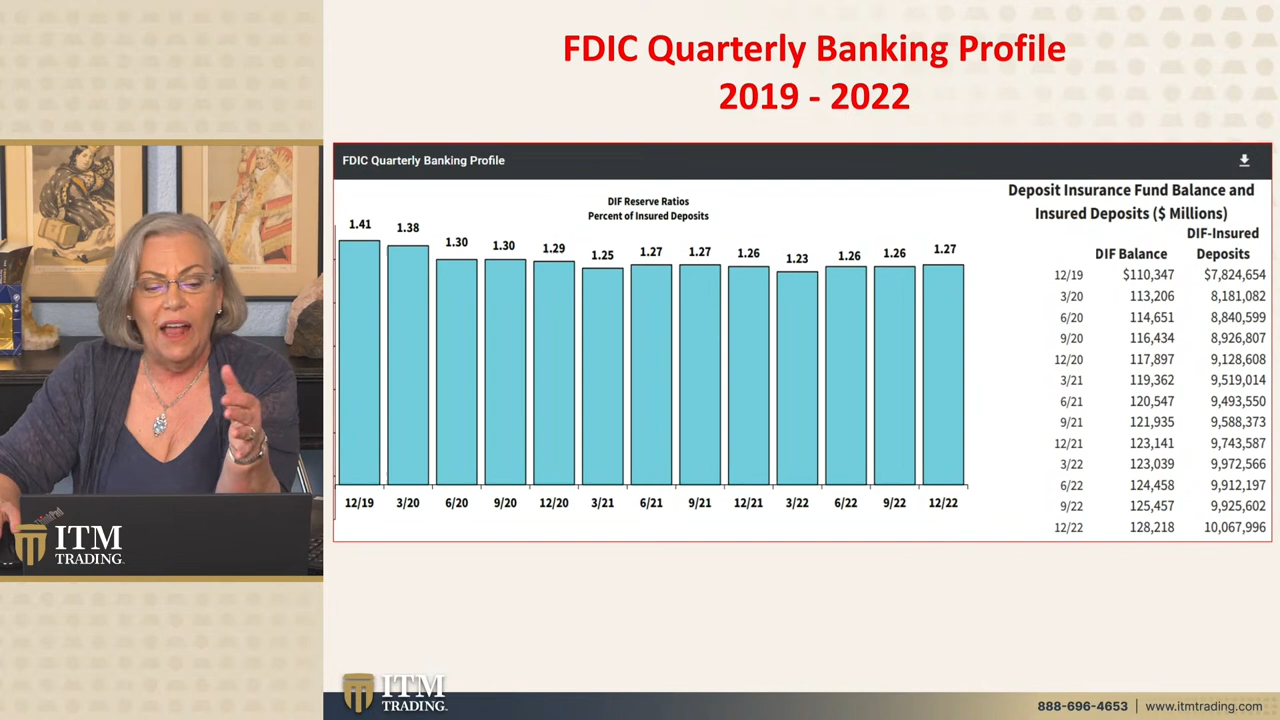 FDIC Quarterly Banking Profile
2019 - 2022
FDIC Quarterly Banking Profile
DIF Reserve Ratios
Percent of Insured Deposits
1.41
1.38
1.30
1.30
1.29
1.25
1.27
1.27
1.26
1.23
1.26
1.26
1.27
12/19
3/20
6/20
9/20
12/20
3/21
6/21
9/21
12/21
3/22
6/22
9/22
12/22
Deposit Insurance Fund Balance and
Insured Deposits ($ Millions)
DIF-Insured
DIF Balance Deposits
12/19 $110,347 $7,824,654
3/20 113,206 8,181,082
6/20 114,651 8,840,599
9/20 116,434 8,926,807
12/20 117,897 9,128,608
3/21 119,362 9,519,014
6/21 120,547 9,493,550
9/21 121,935 9,588,373
12/21 123,141 9,743,587
3/22 123,039 9,972,566
6/22 124,458 9,912,197
9/22 125,457 9,925,602
12/22 128,218 10,067,996
ThinkPad
ITM
TRADING
ITM
TRADING
888-696-4653 | www.itmtrading.com